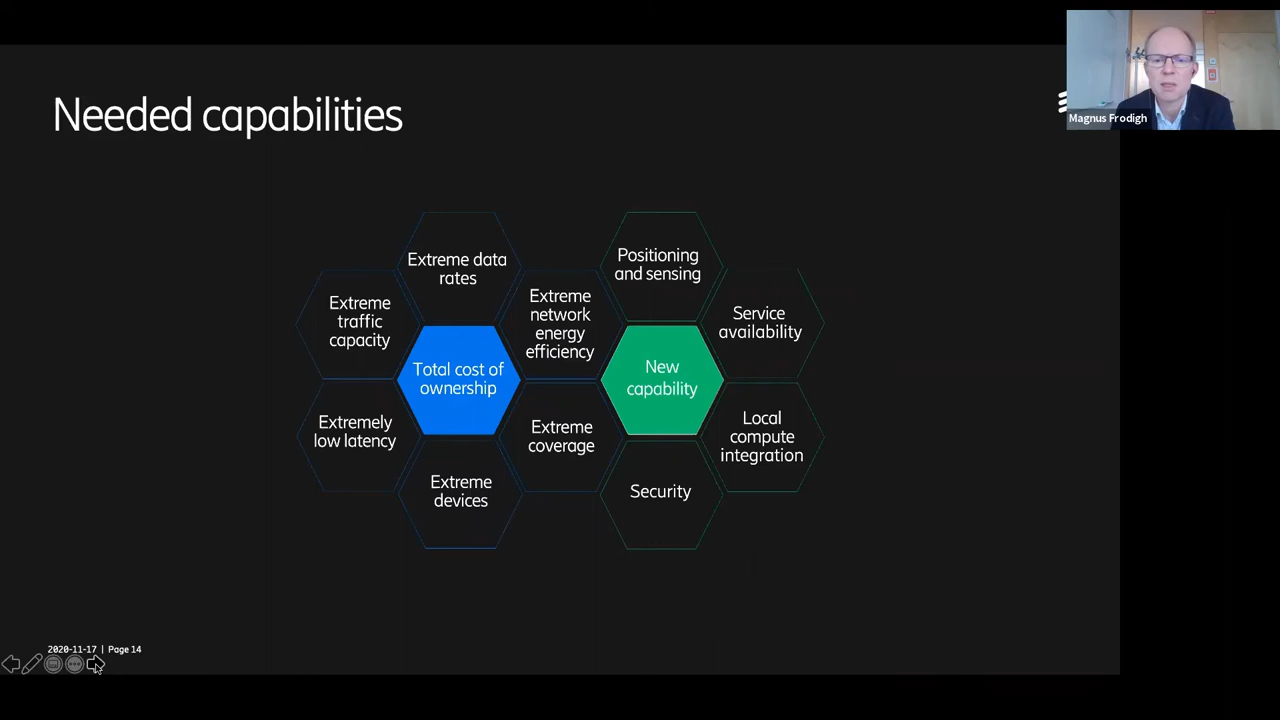 Needed capabilities
Magnus Frodigh
Extreme data
rates
Positioning
and sensing
Extreme
traffic
capacity
Extreme
network
energy
efficiency
Service
availability
Total cost of
ownership
New
capability
Extremely
low latency
Extreme
coverage
Local
compute
integration
Extreme
devices
Security
2020-11-17 | Page 14